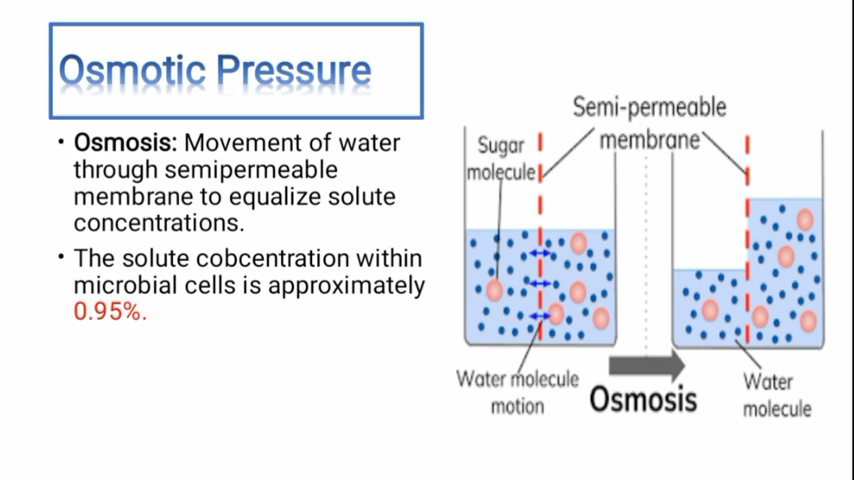 Osmotic Pressure
• Osmosis: Movement of water
through semipermeable
membrane to equalize solute
concentrations.
• The solute cobcentration within
microbial cells is approximately
0.95%.
Semi-permeable
membrane
Sugar
molecule
Water molecule
motion
Osmosis
Water
molecule